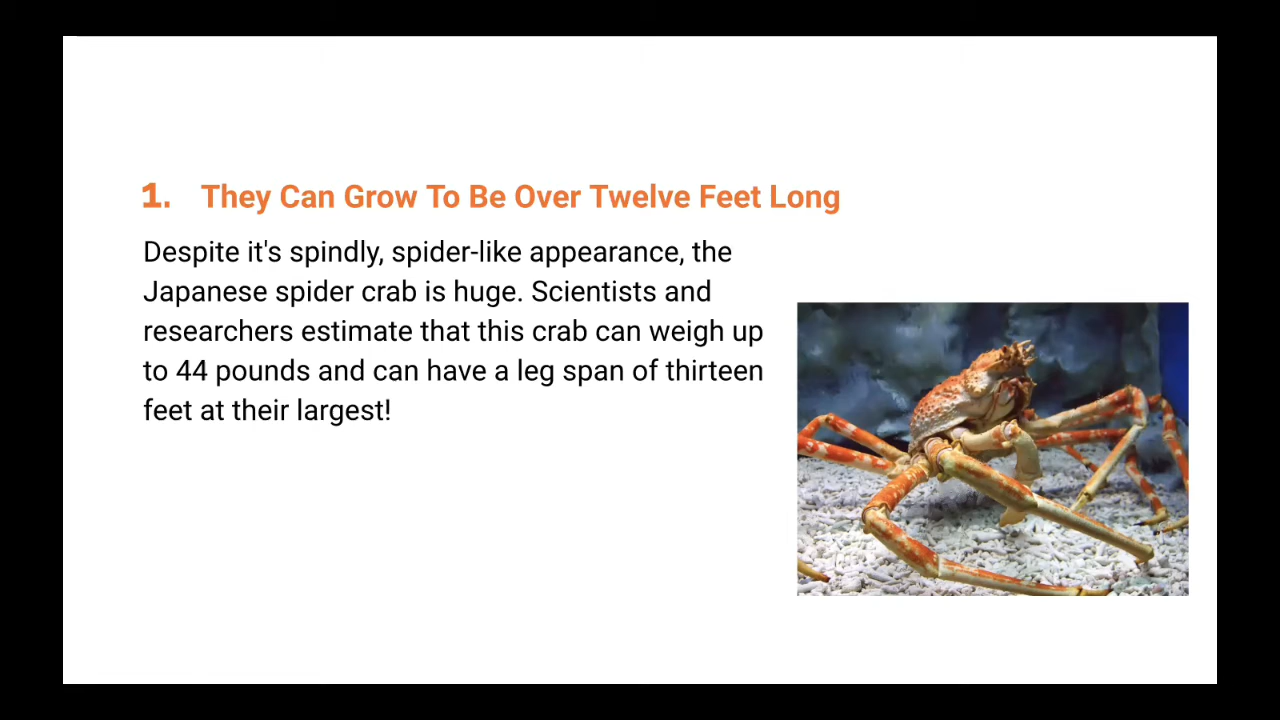 1. They Can Grow To Be Over Twelve Feet Long
Despite it's spindly, spider-like appearance, the
Japanese spider crab is huge. Scientists and
researchers estimate that this crab can weigh up
to 44 pounds and can have a leg span of thirteen
feet at their largest!